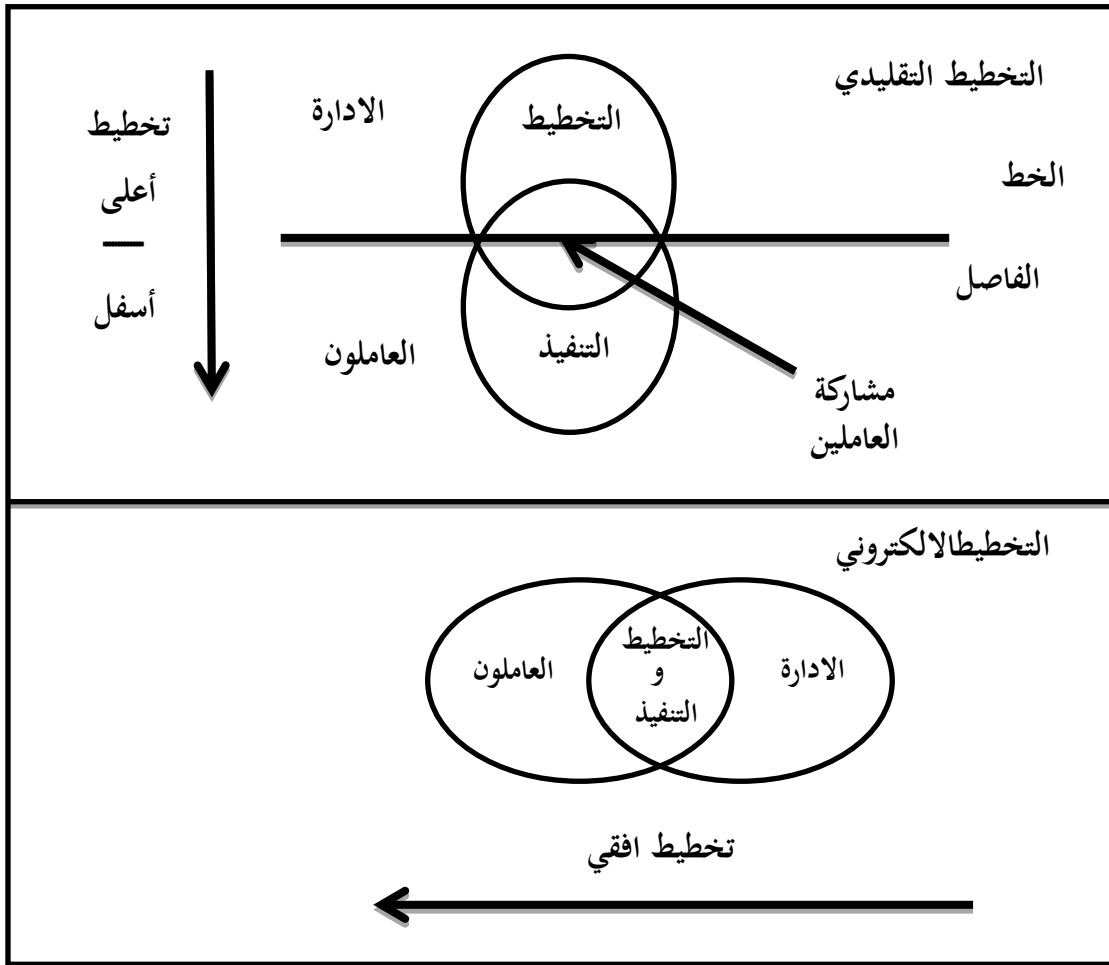 التخطيط التقليدي
الخط
الفاصل
الادارة
التخطيط
التنفيذ
العاملون
مشاركة
العاملين
تخطيط
أعلى
—
أسفل
التخطيطالالكتروني
الادارة
التخطيط
و
التنفيذ
العاملون
تخطيط افقي